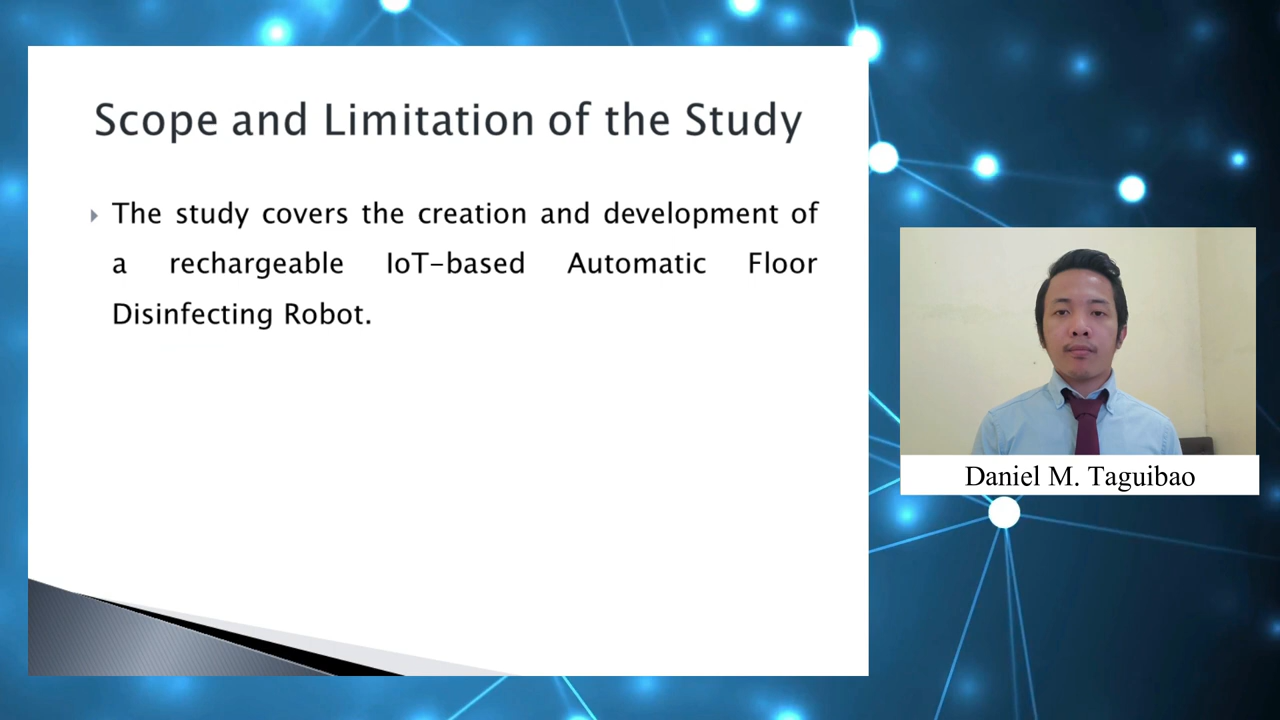 Scope and Limitation of the Study
The study covers the creation and development of
a rechargeable IoT-based Automatic Floor
Disinfecting Robot.
Daniel M. Taguibao